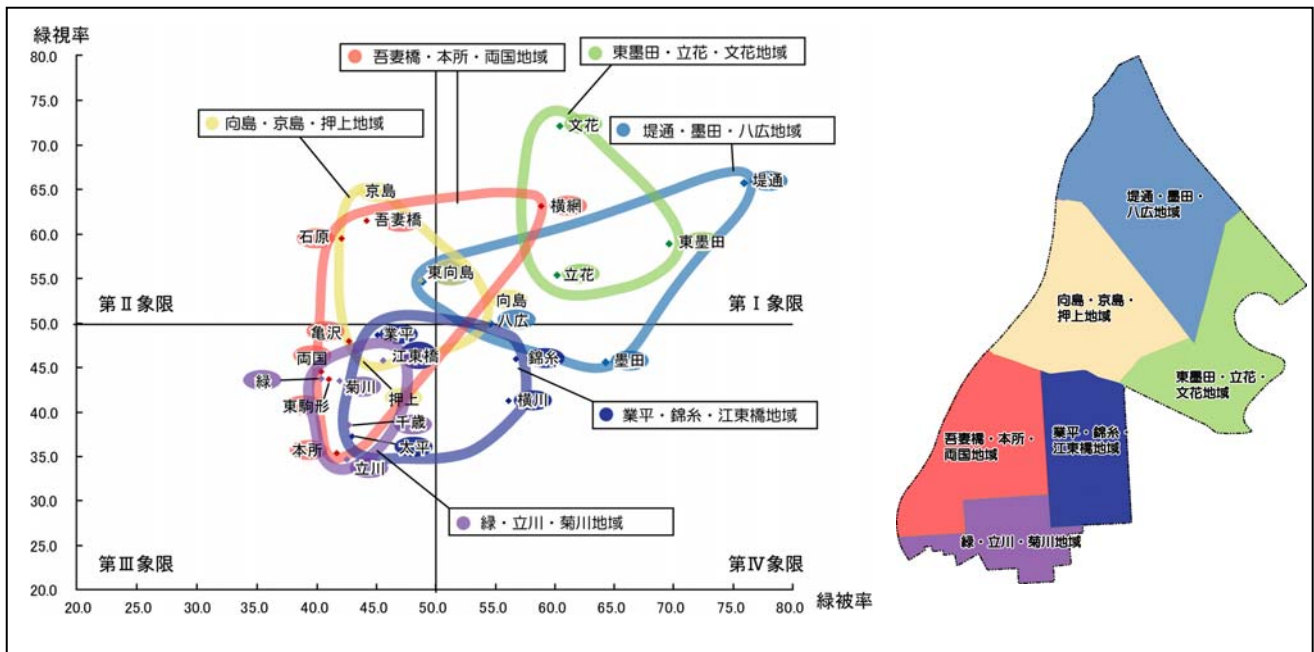 緑視率
80.0
75.0
70.0
65.0
60.0
55.0
50.0
45.0
40.0
35.0
30.0
25.0
20.0
吾妻橋・本所・両国地域
東墨田・立花・文花地域
向島・京島・押上地域
堤通・墨田・八広地域
文花
堤通
京島
吾妻橋
横網
石原
東墨田
東向島
立花
第Ⅱ象限
向島
第Ⅰ象限
八広
亀沢
業平
両国
江東橋
錦糸
墨田
緑
菊川
押上
横川
東駒形
千歳
業平・錦糸・江東橋地域
本所
太平
立川
緑・立川・菊川地域
第Ⅲ象限
第Ⅳ象限
20.0 25.0 30.0 35.0 40.0 45.0 50.0 55.0 60.0 65.0 70.0 75.0 80.0
緑被率
堤通・墨田・
八広地域
向島・京島・
押上地域
東墨田・立花・
文花地域
吾妻橋・本所・
両国地域
業平・錦糸・
江東橋地域
緑・立川・菊川地域